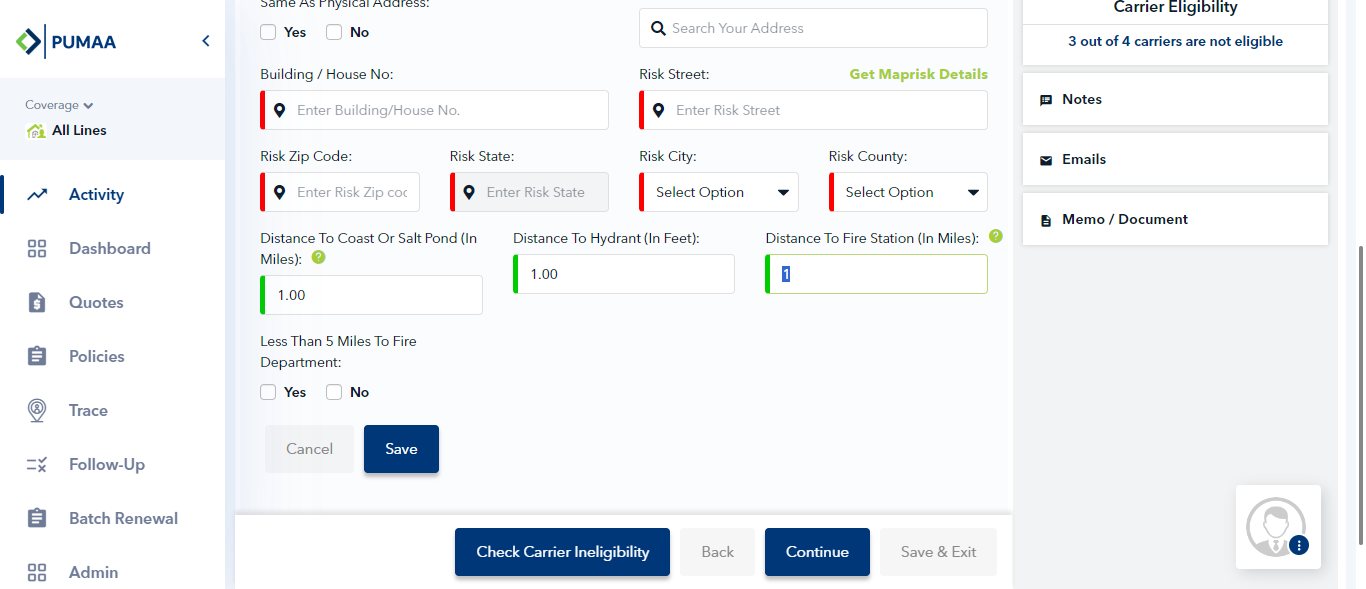 PUMAA
Coverage
All Lines
Activity
Dashboard
Quotes
Policies
Trace
Follow-Up
Batch Renewal
Admin
Same As Physical Address:
Yes No
Search Your Address
Building / House No:
Enter Building/House No.
Risk Street: Get Maprisk Details
Enter Risk Street
Risk Zip Code: Risk State: Risk City: Risk County:
Enter Risk Zip coc Enter Risk State Select Option Select Option
Distance To Coast Or Salt Pond (In
Miles): ?
1.00
Distance To Hydrant (In Feet):
1.00
Distance To Fire Station (In Miles): ?
1
Less Than 5 Miles To Fire
Department:
Yes No
Cancel Save
Check Carrier Ineligibility Back Continue Save & Exit
Carrier Eligibility
3 out of 4 carriers are not eligible
Notes
Emails
Memo / Document